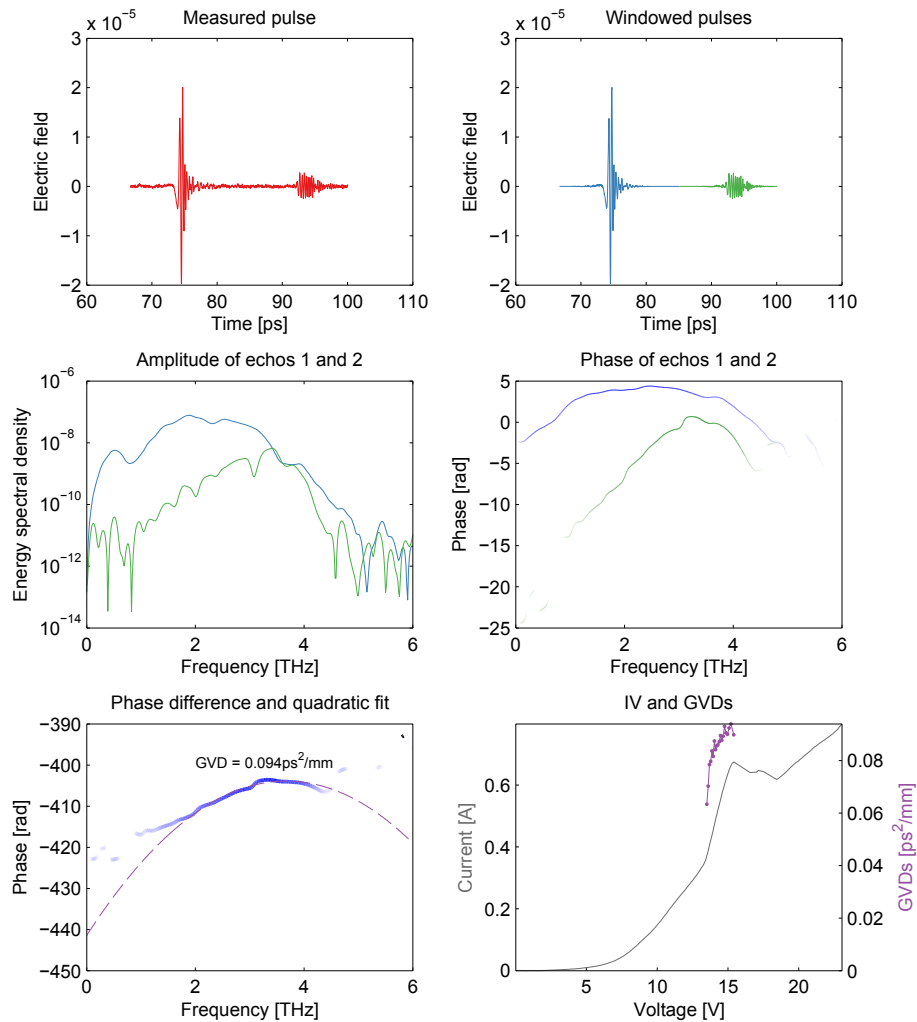 Measured pulse
x 10^−5
3
2
1
0
−1
−2
60 70 80 90 100 110
Electric field
Time [ps]
Windowed pulses
x 10^−5
3
2
1
0
−1
−2
60 70 80 90 100 110
Electric field
Time [ps]
Amplitude of echos 1 and 2
10^−6
10^−8
10^−10
10^−12
10^−14
0 2 4 6
Energy spectral density
Frequency [THz]
Phase of echos 1 and 2
5
0
−5
−10
−15
−20
−25
0 2 4 6
Phase [rad]
Frequency [THz]
Phase difference and quadratic fit
−390
−400
−410
−420
−430
−440
−450
GVD = 0.094ps^2/mm
0 2 4 6
Phase [rad]
Frequency [THz]
IV and GVDs
0.6
0.4
0.2
0
0.08
0.06
0.04
0.02
0
5 10 15 20
Current [A]
GVDs [ps^2/mm]
Voltage [V]